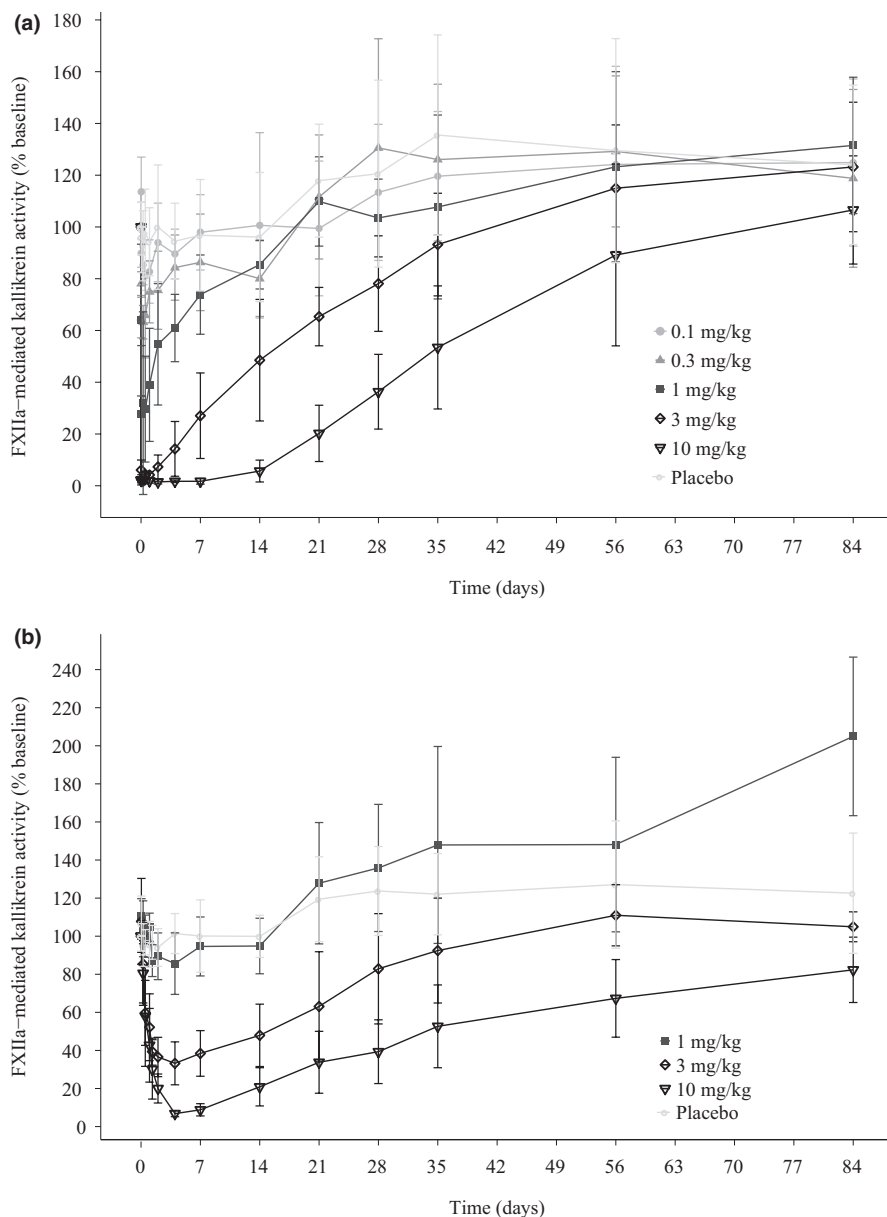 (a)
180
160
140
120
100
80
60
40
20
0
FXIIa–mediated kallikrein activity (% baseline)
0.1 mg/kg
0.3 mg/kg
1 mg/kg
3 mg/kg
10 mg/kg
Placebo
0 7 14 21 28 35 42 49 56 63 77 84
Time (days)
(b)
240
220
200
180
160
140
120
100
80
60
40
20
0
FXIIa–mediated kallikrein activity (% baseline)
1 mg/kg
3 mg/kg
10 mg/kg
Placebo
0 7 14 21 28 35 42 49 56 63 77 84
Time (days)